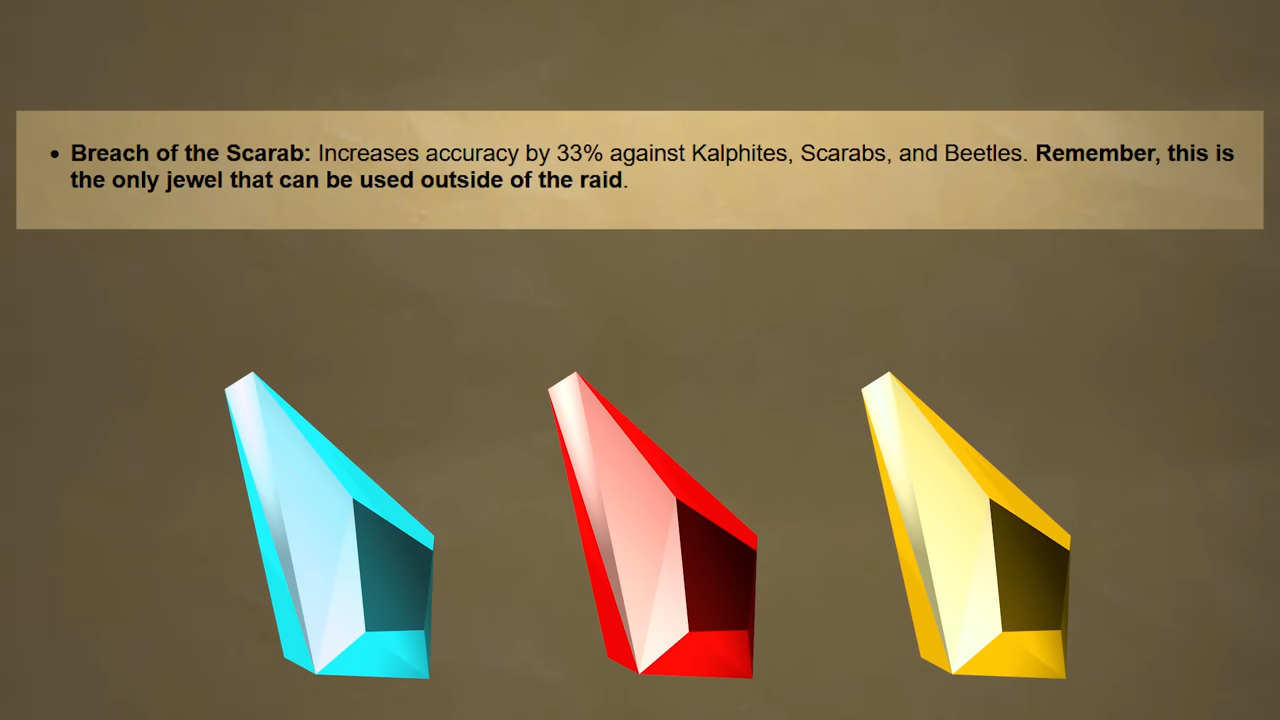 • Breach of the Scarab: Increases accuracy by 33% against Kalphites, Scarabs, and Beetles. Remember, this is
the only jewel that can be used outside of the raid.